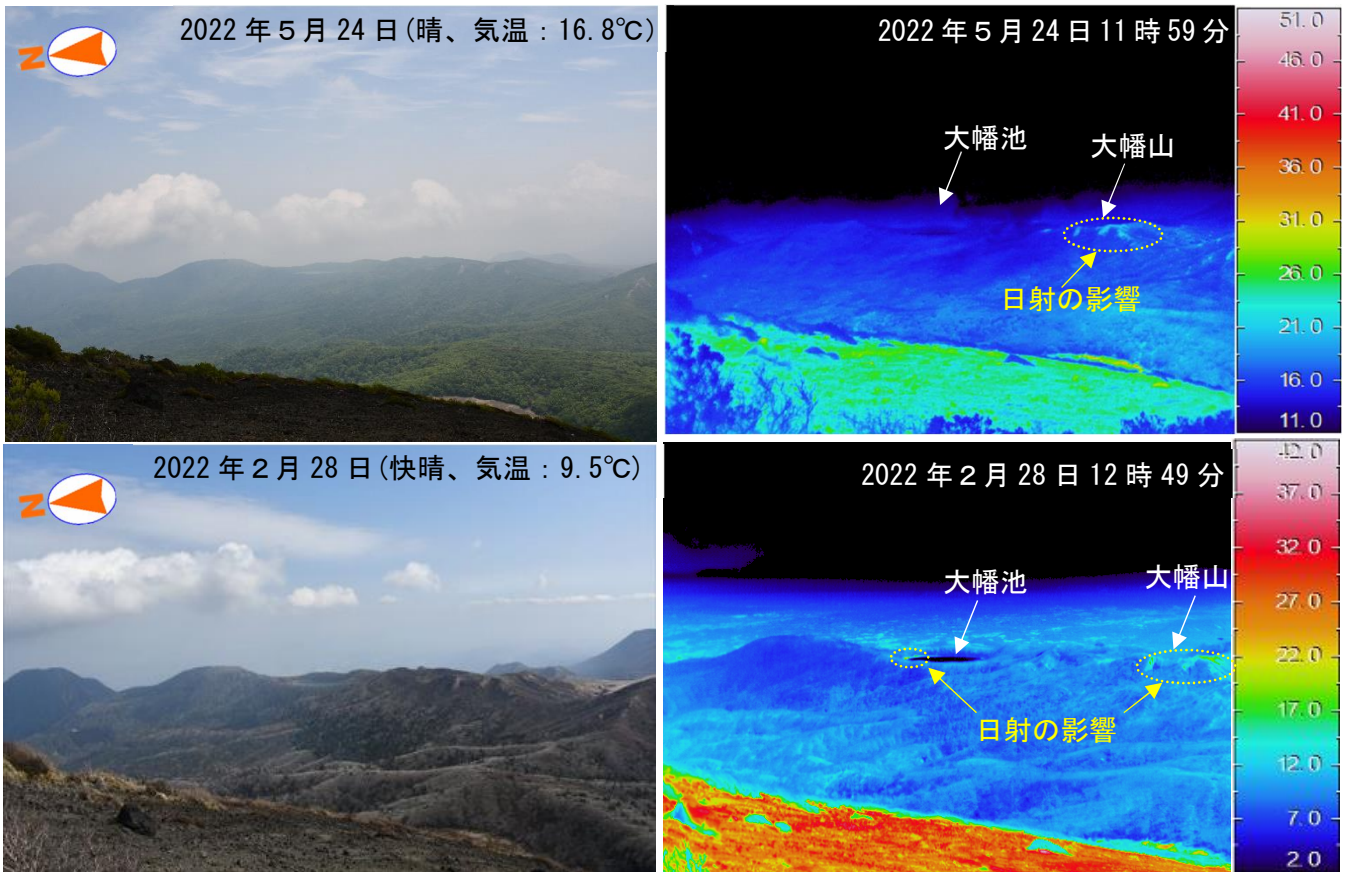 N
2022年5月24日(晴、気温：16.8℃)
2022年5月24日11時59分
大幡池
大幡山
日射の影響
51.0
46.0
41.0
36.0
31.0
26.0
21.0
16.0
11.0
N
2022年2月28日(快晴、気温：9.5℃)
2022年2月28日12時49分
大幡池
大幡山
日射の影響
42.0
37.0
32.0
27.0
22.0
17.0
12.0
7.0
2.0